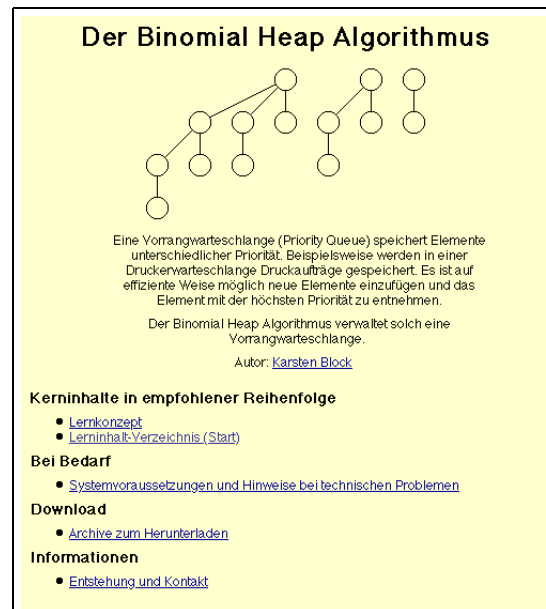 Der Binomial Heap Algorithmus
Eine Vorrangwarteschlange (Priority Queue) speichert Elemente
unterschiedlicher Priorität. Beispielsweise werden in einer
Druckerwarteschlange Druckaufträge gespeichert. Es ist auf
effiziente Weise möglich neue Elemente einzufügen und das
Element mit der höchsten Priorität zu entnehmen.
Der Binomial Heap Algorithmus verwaltet solch eine
Vorrangwarteschlange.
Autor: Karsten Block
Kerninhalte in empfohlener Reihenfolge
• Lernkonzept
• Lerninhalt-Verzeichnis (Start)
Bei Bedarf
• Systemvoraussetzungen und Hinweise bei technischen Problemen
Download
• Archive zum Herunterladen
Informationen
• Entstehung und Kontakt